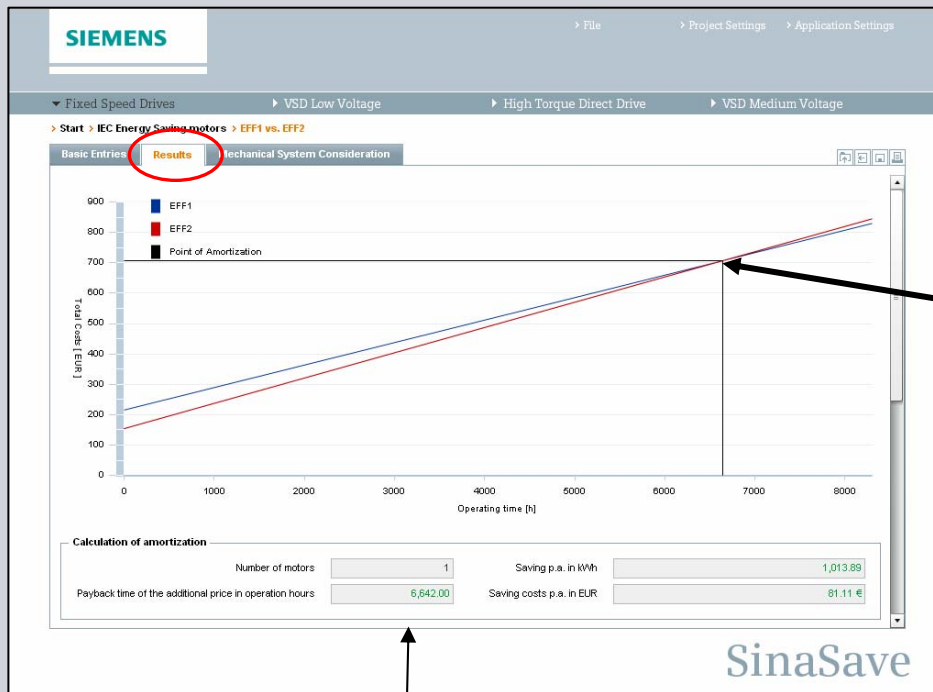 SIEMENS
> File > Project Settings > Application Settings
Fixed Speed Drives VSD Low Voltage High Torque Direct Drive VSD Medium Voltage
> Start > IEC Energy Saving motors > EFF1 vs. EFF2
Basic Entries Results Mechanical System Consideration
900
800
700
600
500
400
300
200
100
0
Total Costs [ EUR ]
EFF1
EFF2
Point of Amortization
0 1000 2000 3000 4000 5000 6000 7000 8000
Operating time [h]
Calculation of amortization
Number of motors 1 Saving p.a. in kWh 1,013.89
Payback time of the additional price in operation hours 6,642.00 Saving costs p.a. in EUR 81.11 €
SinaSave